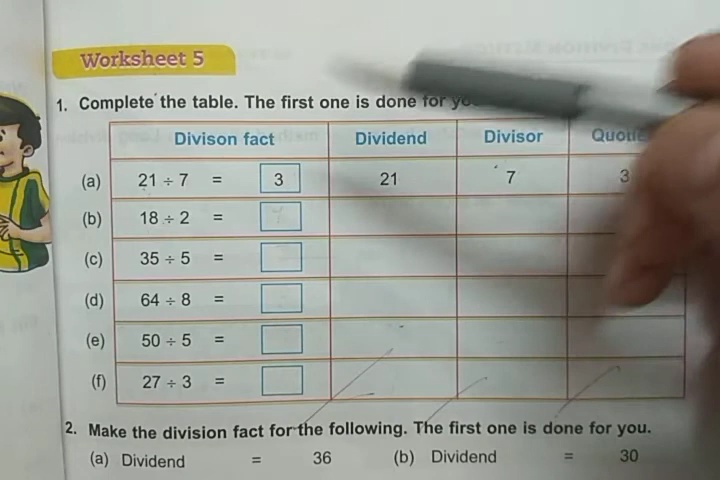 Worksheet 5
1. Complete the table. The first one is done for
Divison fact Dividend Divisor
(a) 21 ÷ 7 = 3 21 7 3
(b) 18 ÷ 2 =
(c) 35 ÷ 5 =
(d) 64 ÷ 8 =
(e) 50 ÷ 5 =
(f) 27 ÷ 3 =
2. Make the division fact for the following. The first one is done for you.
(a) Dividend = 36 (b) Dividend = 30